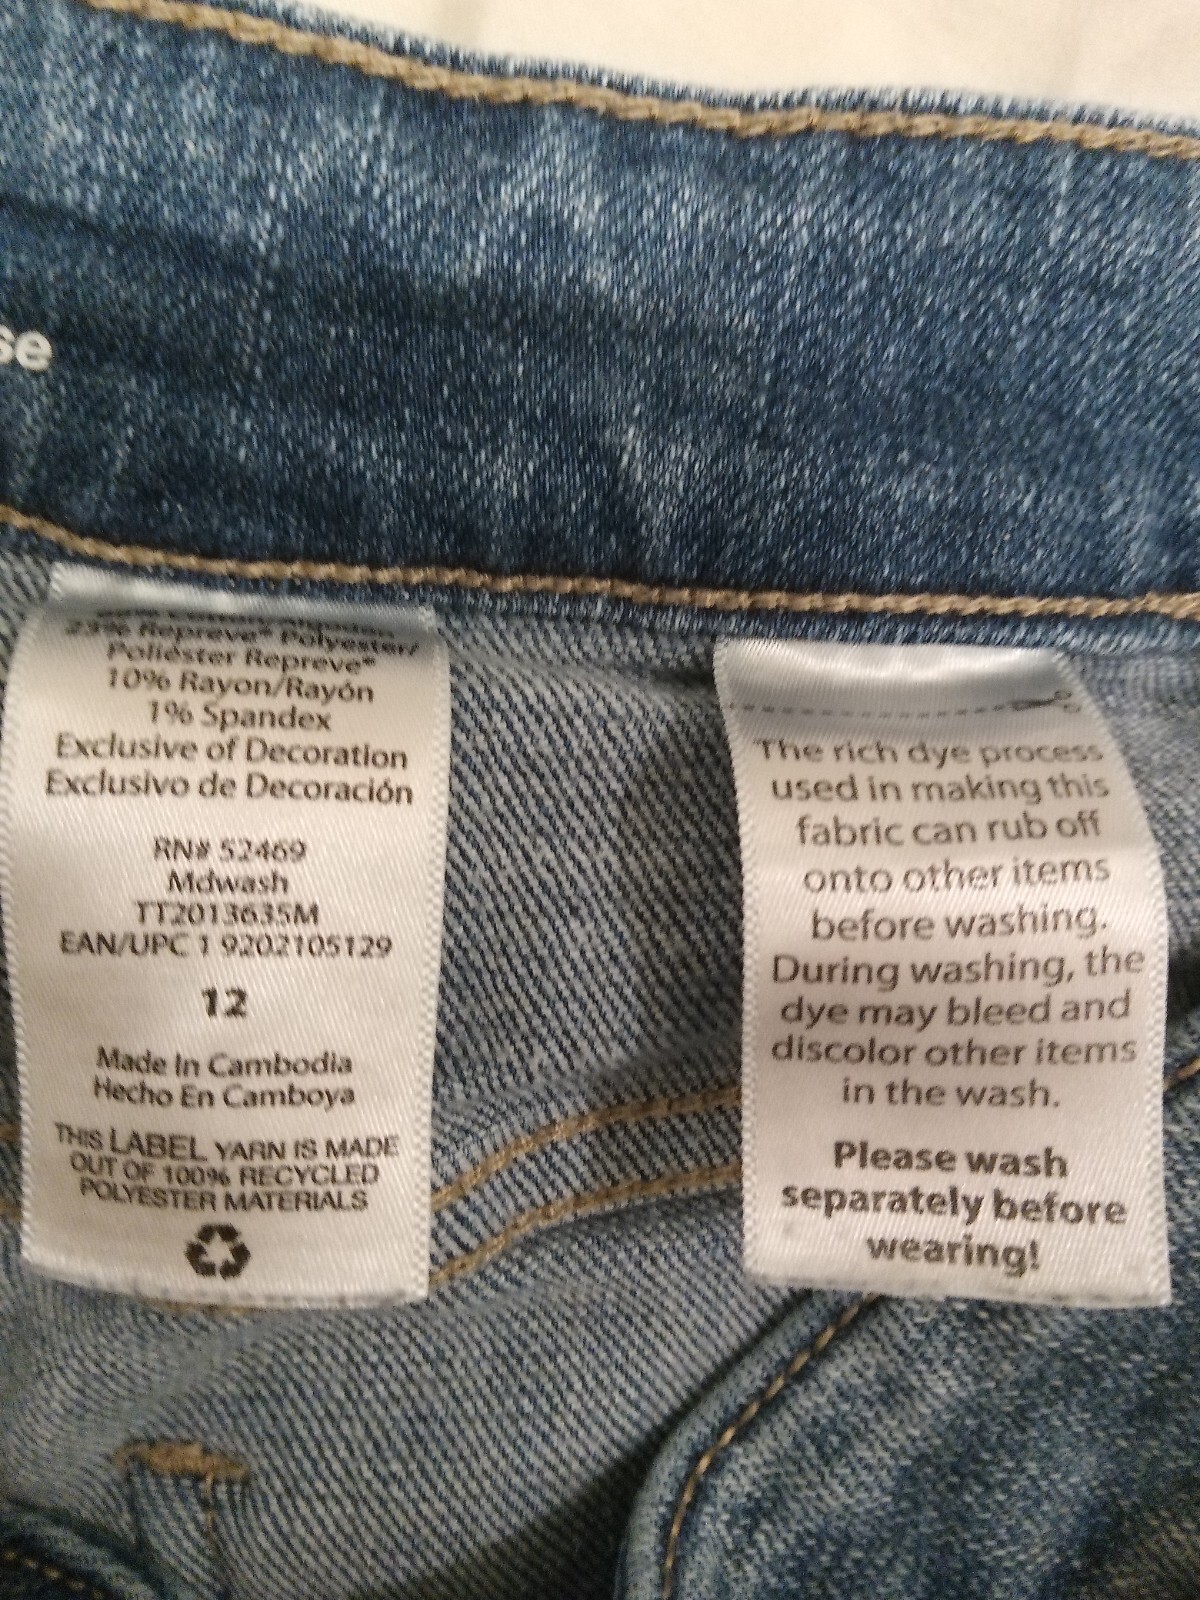 se
23% Repreve® Polyester/
Poliéster Repreve®
10% Rayon/Rayón
1% Spandex
Exclusive of Decoration
Exclusivo de Decoración
RN# 52469
Mdwash
TT2013635M
EAN/UPC 1 9202105129
12
Made In Cambodia
Hecho En Camboya
THIS LABEL YARN IS MADE
OUT OF 100% RECYCLED
POLYESTER MATERIALS
The rich dye process
used in making this
fabric can rub off
onto other items
before washing.
During washing, the
dye may bleed and
discolor other items
in the wash.
Please wash
separately before
wearing!